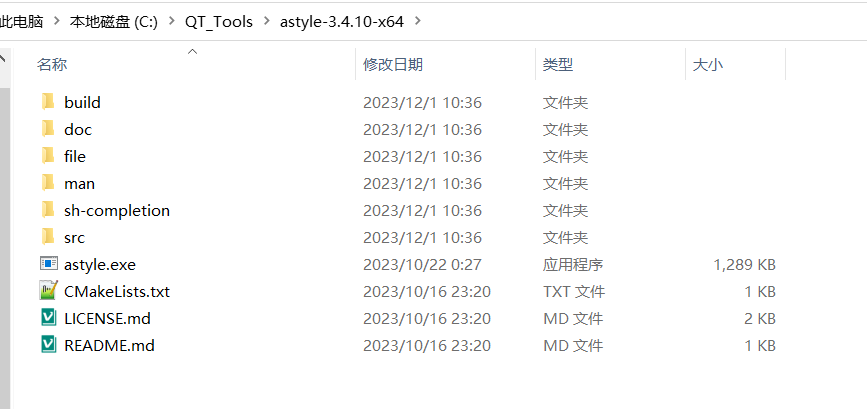 此电脑 > 本地磁盘 (C:) > QT_Tools > astyle-3.4.10-x64 >
名称 修改日期 类型 大小
build 2023/12/1 10:36 文件夹
doc 2023/12/1 10:36 文件夹
file 2023/12/1 10:36 文件夹
man 2023/12/1 10:36 文件夹
sh-completion 2023/12/1 10:36 文件夹
src 2023/12/1 10:36 文件夹
astyle.exe 2023/10/22 0:27 应用程序 1,289 KB
CMakeLists.txt 2023/10/16 23:20 TXT 文件 1 KB
LICENSE.md 2023/10/16 23:20 MD 文件 2 KB
README.md 2023/10/16 23:20 MD 文件 1 KB